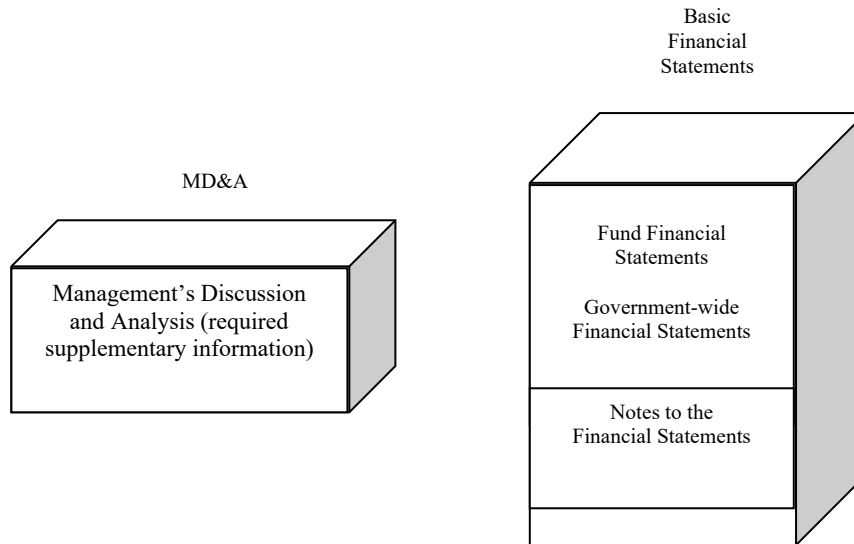 Basic
Financial
Statements
MD&A
Management’s Discussion
and Analysis (required
supplementary information)
Fund Financial
Statements
Government-wide
Financial Statements
Notes to the
Financial Statements